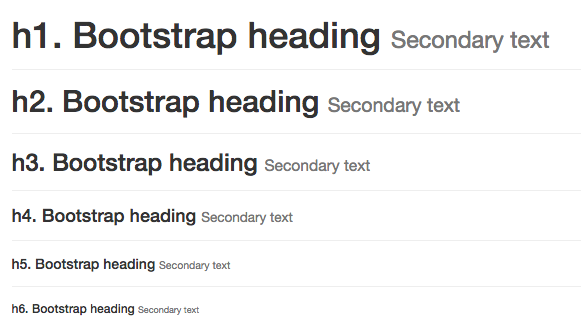 h1. Bootstrap heading Secondary text
h2. Bootstrap heading Secondary text
h3. Bootstrap heading Secondary text
h4. Bootstrap heading Secondary text
h5. Bootstrap heading Secondary text
h6. Bootstrap heading Secondary text